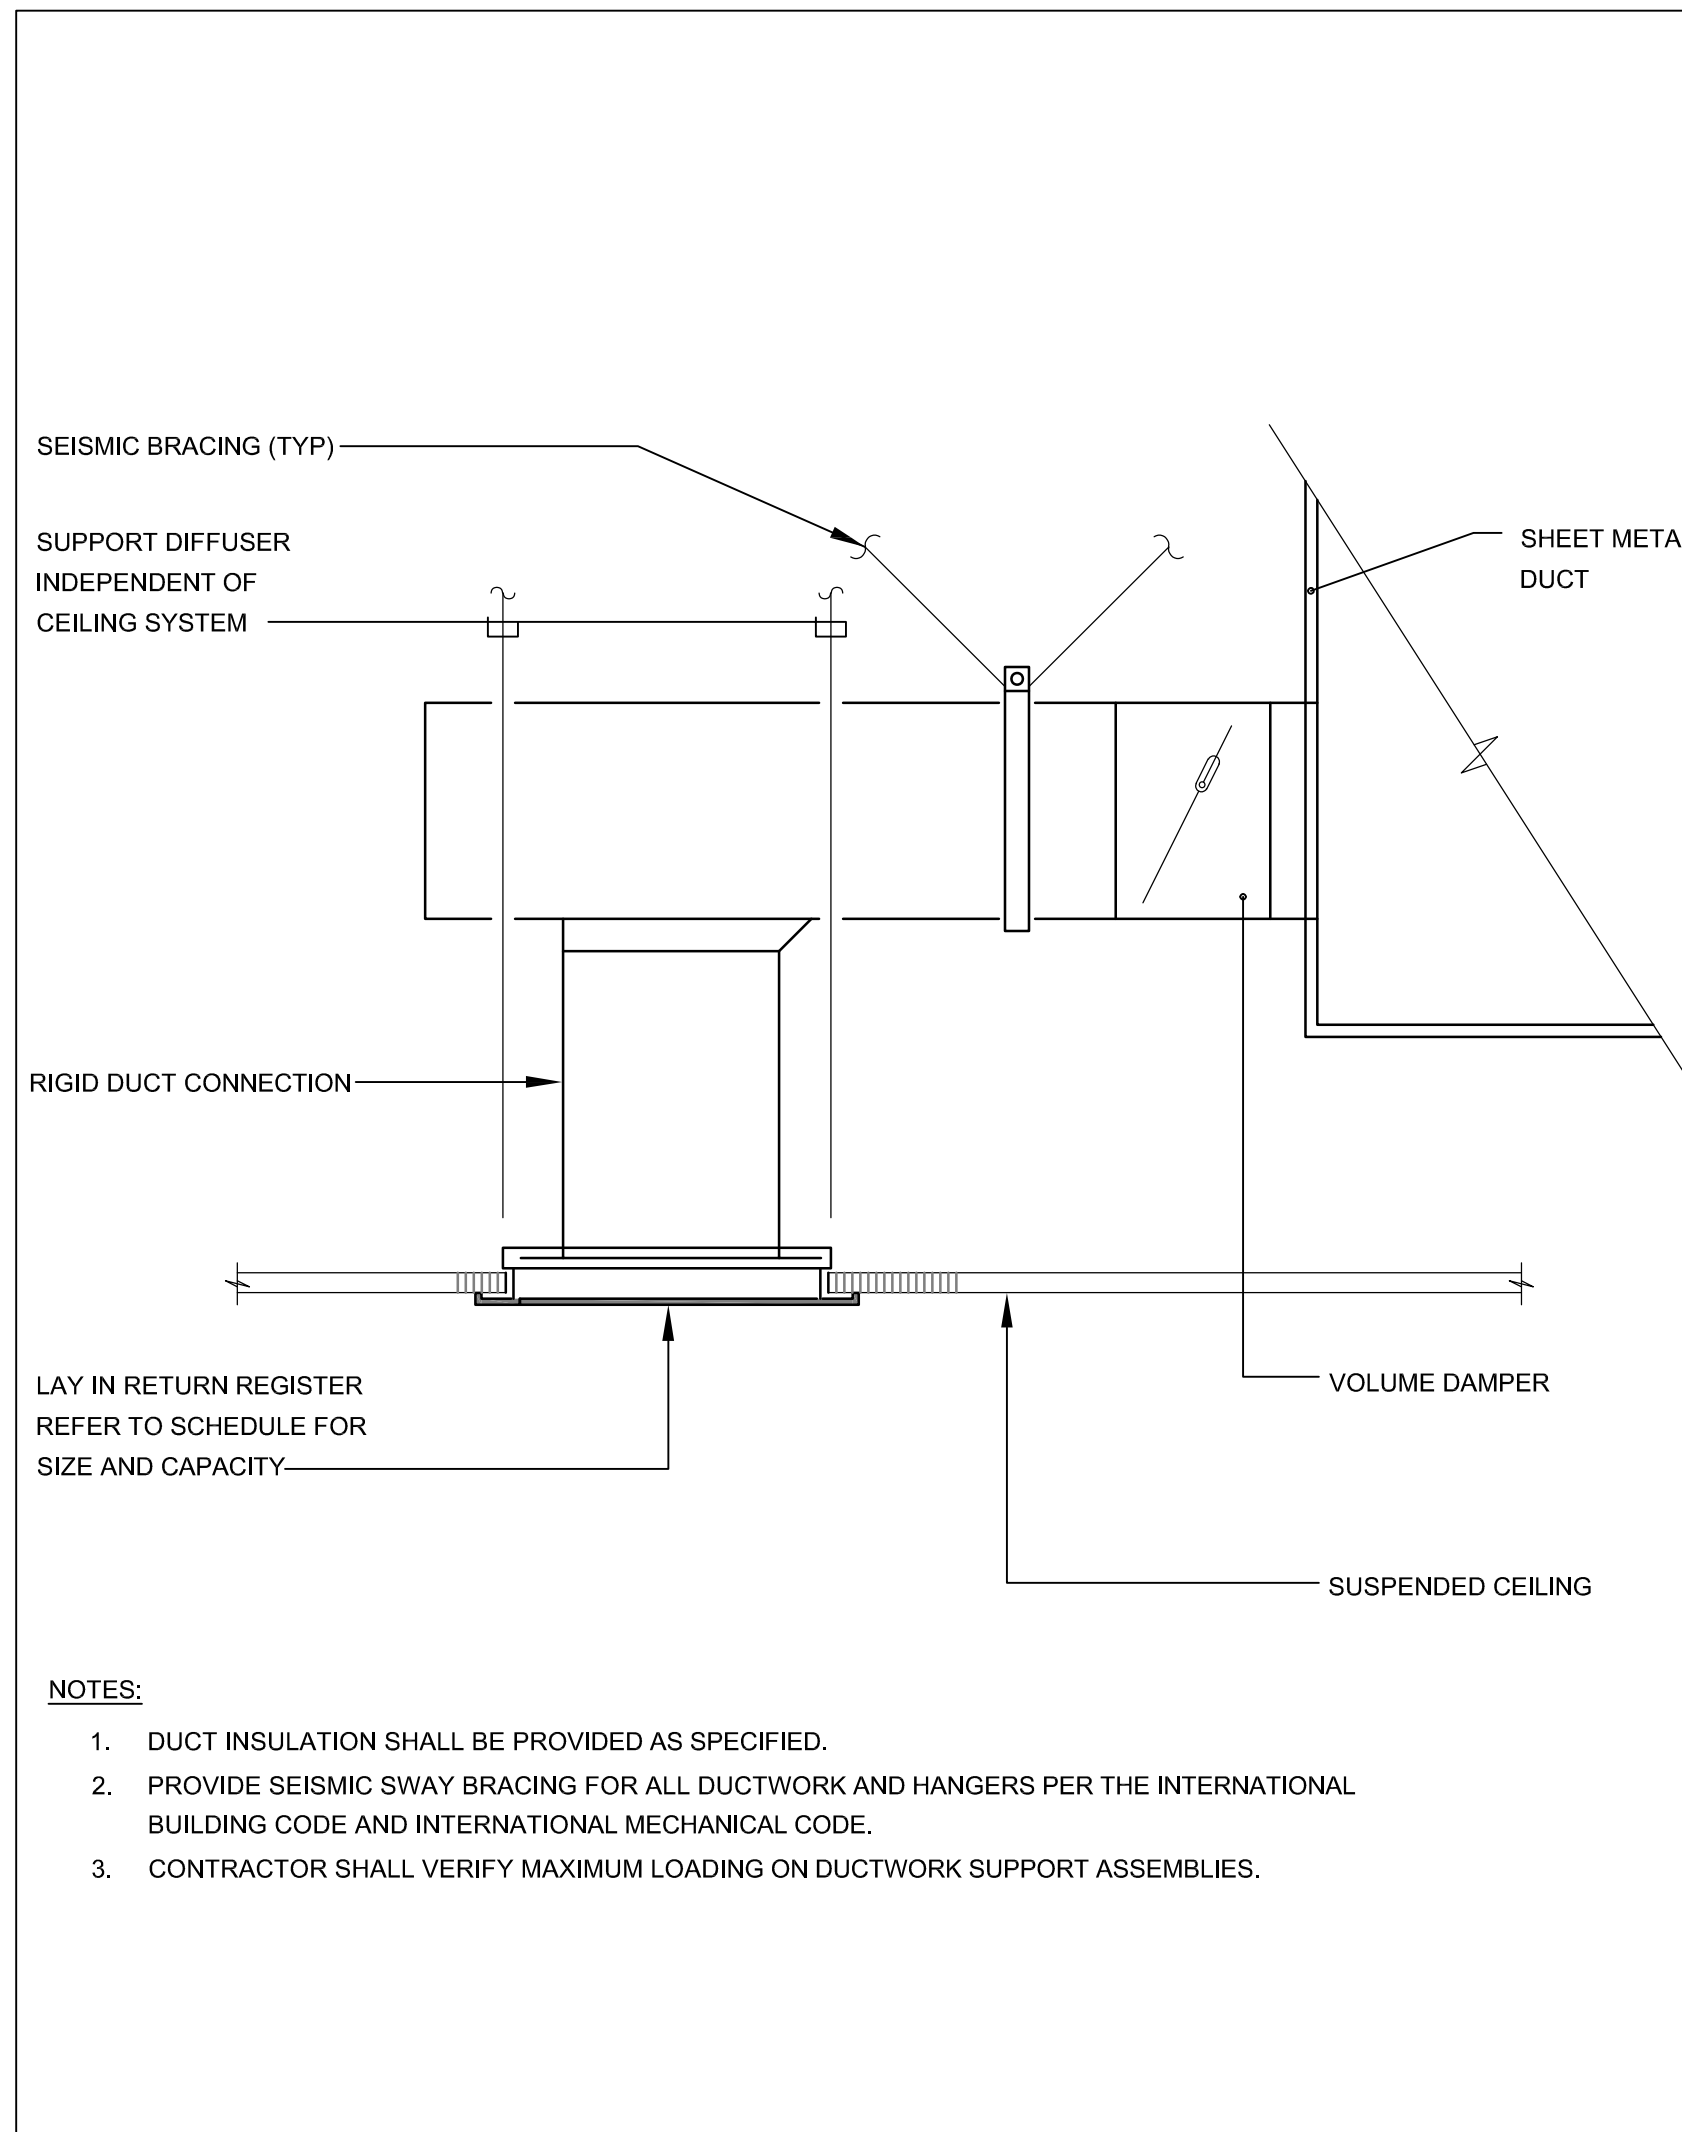 SEISMIC BRACING (TYP)
SUPPORT DIFFUSER
INDEPENDENT OF
CEILING SYSTEM
SHEET META
DUCT
RIGID DUCT CONNECTION
LAY IN RETURN REGISTER
REFER TO SCHEDULE FOR
SIZE AND CAPACITY
VOLUME DAMPER
SUSPENDED CEILING
NOTES:
1. DUCT INSULATION SHALL BE PROVIDED AS SPECIFIED.
2. PROVIDE SEISMIC SWAY BRACING FOR ALL DUCTWORK AND HANGERS PER THE INTERNATIONAL
BUILDING CODE AND INTERNATIONAL MECHANICAL CODE.
3. CONTRACTOR SHALL VERIFY MAXIMUM LOADING ON DUCTWORK SUPPORT ASSEMBLIES.